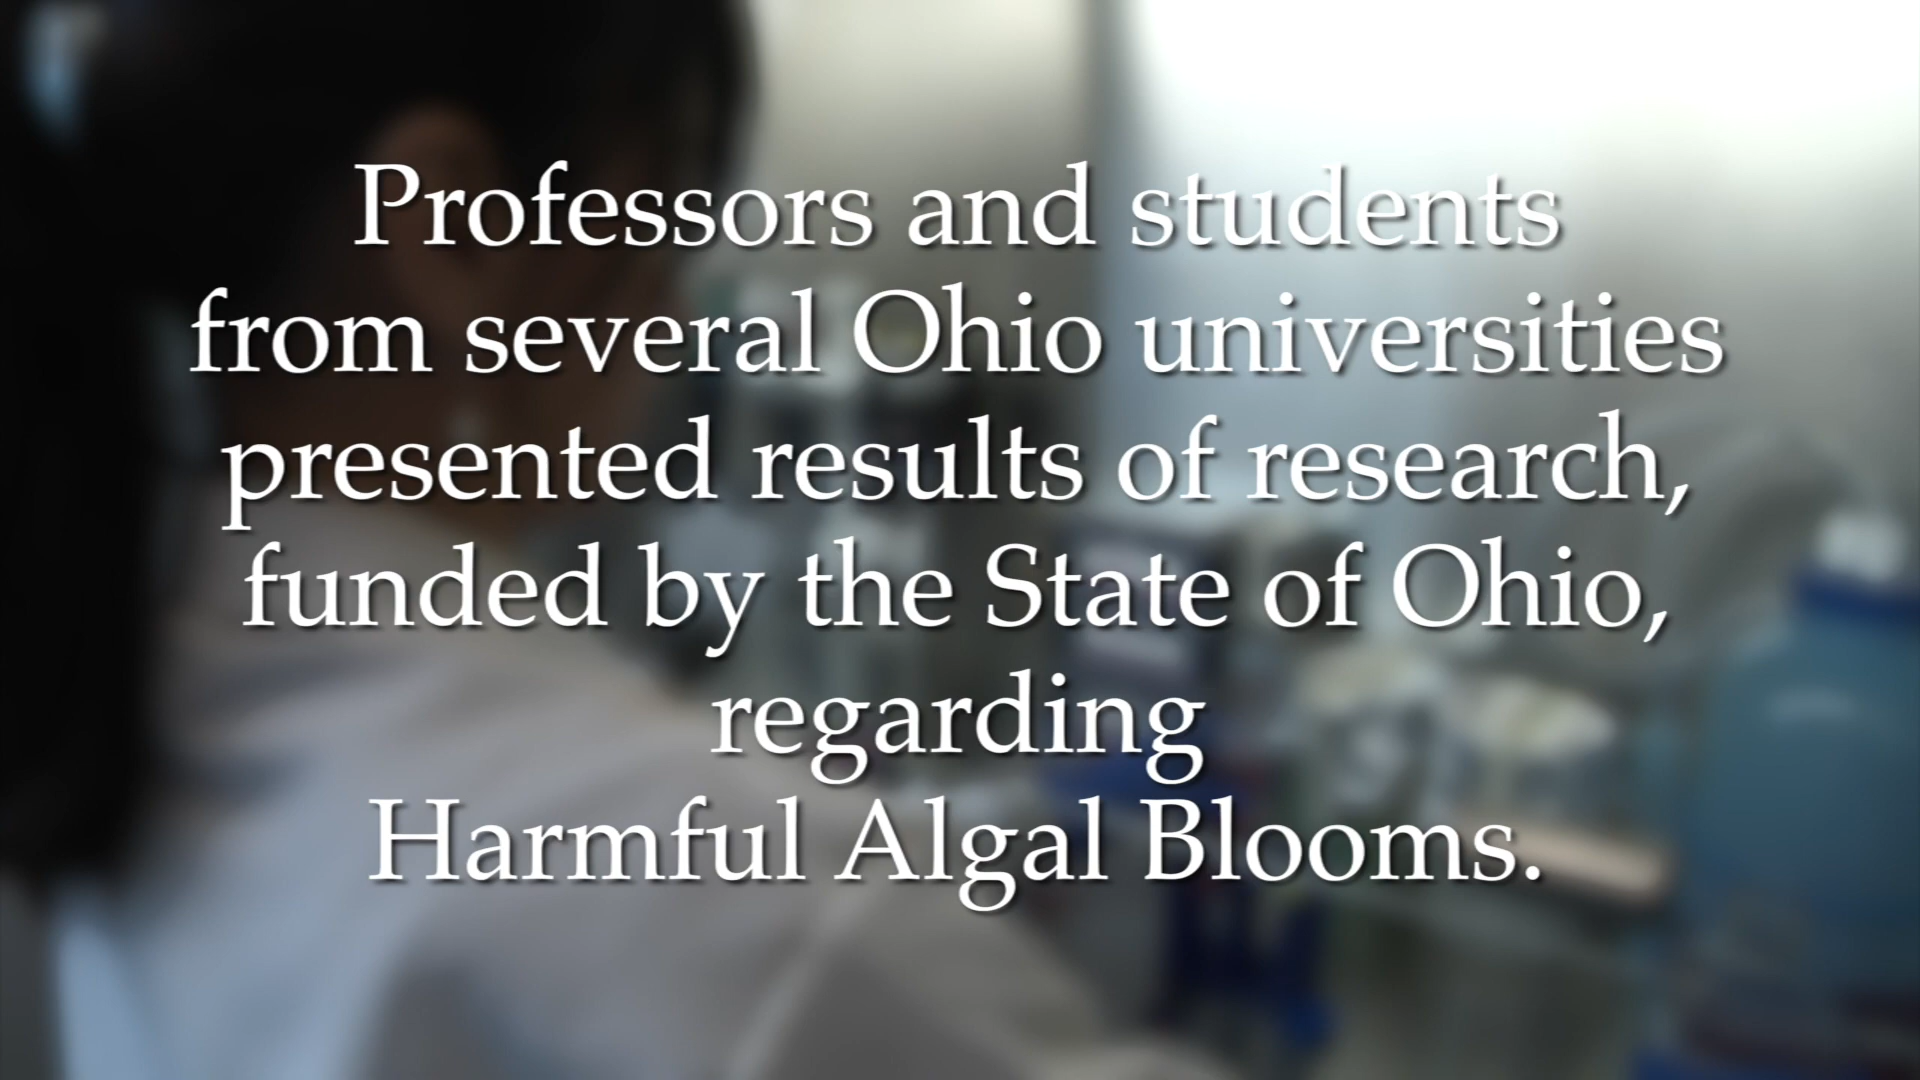 Professors and students
from several Ohio universities
presented results of research,
funded by the State of Ohio,
regarding
Harmful Algal Blooms.